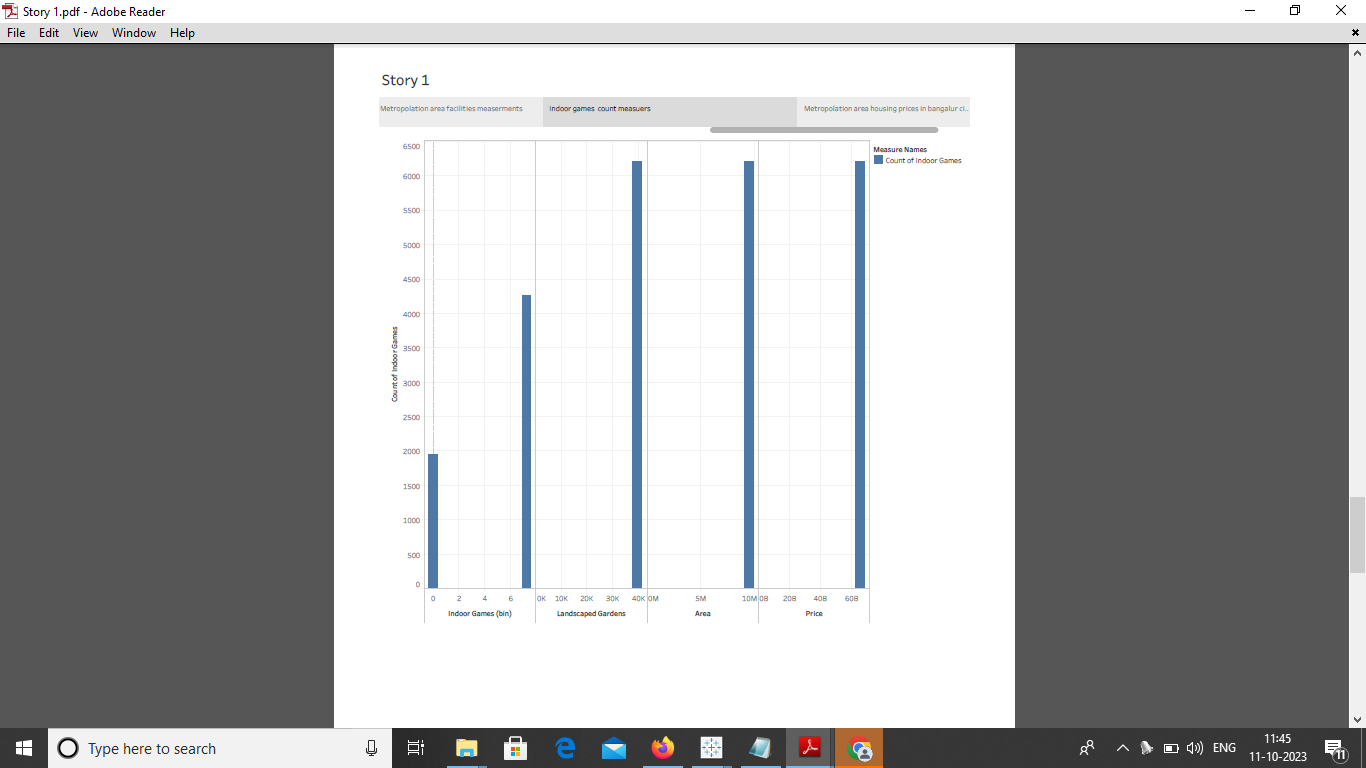 Story 1.pdf - Adobe Reader
File Edit View Window Help
Story 1
Metropolation area facilities measerments
Indoor games count measuers
Metropolation area housing prices in bangalur ci..
Measure Names
Count of Indoor Games
Count of Indoor Games
6500
6000
5500
5000
4500
4000
3500
3000
2500
2000
1500
1000
500
0
0 2 4 6 0K 10K 20K 30K 40K 0M 5M 10M 0B 20B 40B 60B
Indoor Games (bin) Landscaped Gardens Area Price
Type here to search
ENG
11:45
11-10-2023
11